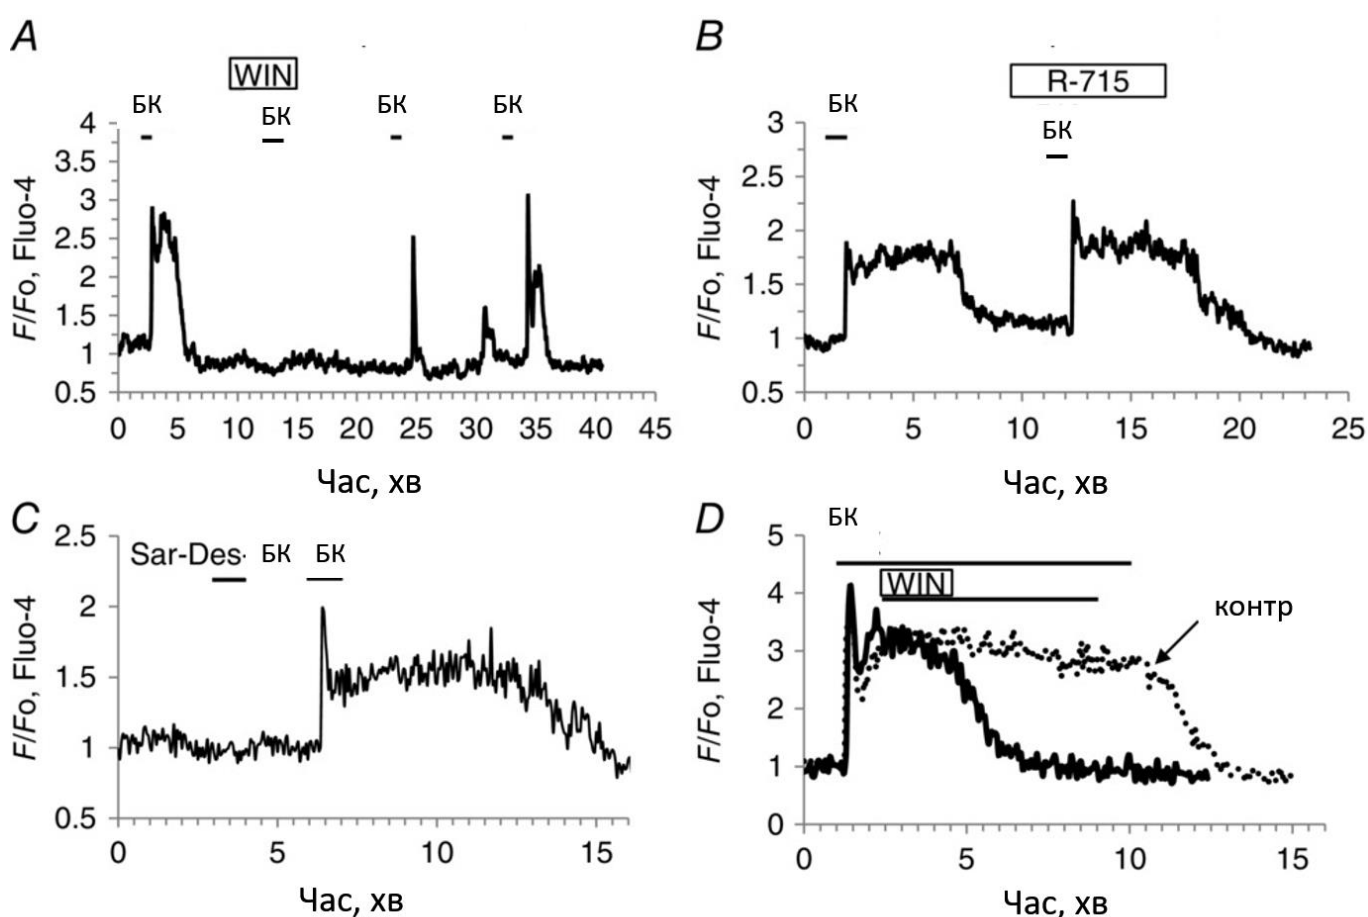 A
WIN
БК
БК
БК
БК
4
3.5
3
2.5
2
1.5
1
0.5
F/Fo, Fluo-4
0 5 10 15 20 25 30 35 40 45
Час, хв
B
R-715
БК
БК
3
2.5
2
1.5
1
0.5
F/Fo, Fluo-4
0 5 10 15 20 25
Час, хв
C
Sar-Des- БК БК
2.5
2
1.5
1
0.5
F/Fo, Fluo-4
0 5 10 15
Час, хв
D
БК
WIN
контр
5
4
3
2
1
0
F/Fo, Fluo-4
0 5 10 15
Час, хв